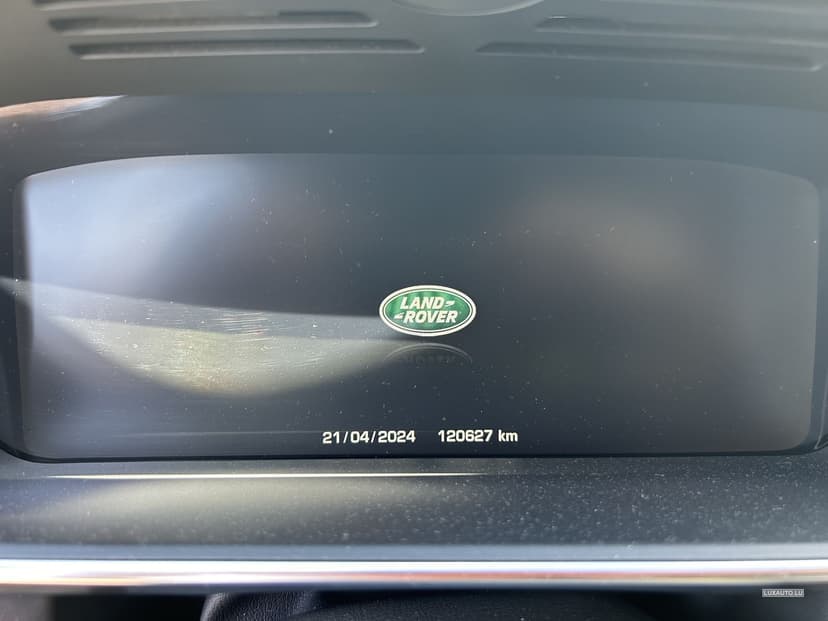 LAND
ROVER
21/04/2024 120627 km
LUXAUTO.LU